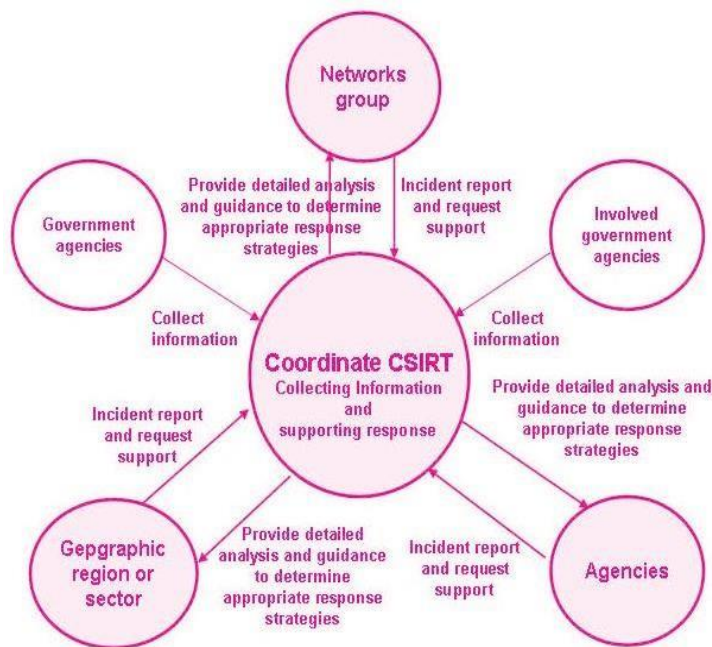 Networks
group
Provide detailed analysis
and guidance to determine
appropriate response
strategies
Incident report
and request
support
Government
agencies
Involved
government
agencies
Collect
information
Collect
information
Coordinate CSIRT
Collecting Information
and
supporting response
Provide detailed analysis and
guidance to determine
appropriate response
strategies
Incident report
and request
support
Gepgraphic
region or
sector
Provide detailed
analysis and guidance
to determine
appropriate response
strategies
Incident report
and request
support
Agencies